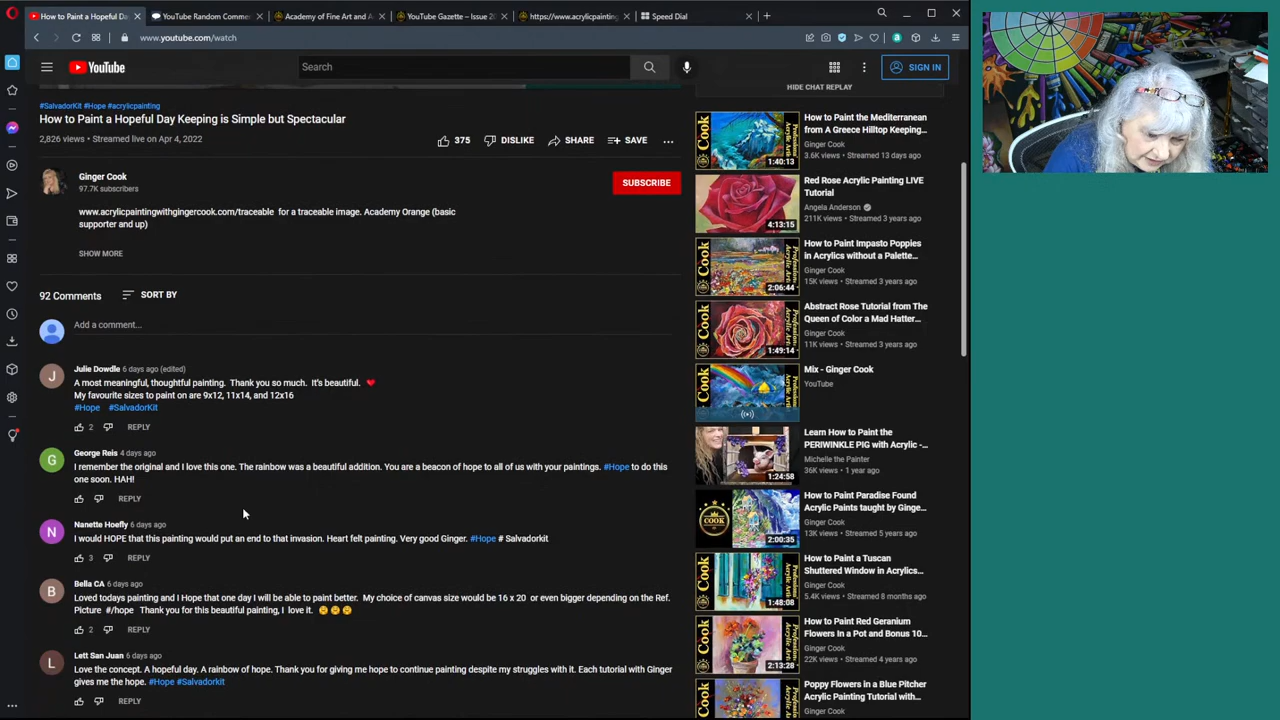 How to Paint a Hopeful Da
YouTube Random Comme
Academy of Fine Art and A
YouTube Gazette – Issue 2
https://www.acrylicpainting
Speed Dial
www.youtube.com/watch
YouTube
Search
SIGN IN
#SalvadorKit #Hope #acrylicpainting
How to Paint a Hopeful Day Keeping is Simple but Spectacular
2,826 views • Streamed live on Apr 4, 2022
375
DISLIKE
SHARE
SAVE
Ginger Cook
97.7K subscribers
SUBSCRIBE
www.acrylicpaintingwithgingercook.com/traceable for a traceable image. Academy Orange (basic
supporter and up)
SHOW MORE
92 Comments
SORT BY
Add a comment...
Julie Dowdle 6 days ago (edited)
A most meaningful, thoughtful painting. Thank you so much. It's beautiful.
My favourite sizes to paint on are 9x12, 11x14, and 12x16
#Hope #SalvadorKit
2
REPLY
George Reis 4 days ago
I remember the original and I love this one. The rainbow was a beautiful addition. You are a beacon of hope to all of us with your paintings. #Hope to do this
one soon. HAH!
REPLY
Nanette Hoefly 6 days ago
I would HOPE that this painting would put an end to that invasion. Heart felt painting. Very good Ginger. #Hope # Salvadorkit
3
REPLY
Bella CA 6 days ago
Loved todays painting and I Hope that one day I will be able to paint better. My choice of canvas size would be 16 x 20 or even bigger depending on the Ref.
Picture #/hope Thank you for this beautiful painting, I love it.
2
REPLY
Lett San Juan 6 days ago
Love the concept. A hopeful day. A rainbow of hope. Thank you for giving me hope to continue painting despite my struggles with it. Each tutorial with Ginger
gives me the hope. #Hope #Salvadorkit
REPLY
HIDE CHAT REPLAY
Cook
1:40:13
How to Paint the Mediterranean
from A Greece Hilltop Keeping...
Ginger Cook
3.6K views • Streamed 13 days ago
4:13:15
Red Rose Acrylic Painting LIVE
Tutorial
Angela Anderson
211K views • Streamed 3 years ago
Cook
2:06:44
How to Paint Impasto Poppies
in Acrylics without a Palette...
Ginger Cook
15K views • Streamed 3 years ago
Cook
1:49:14
Abstract Rose Tutorial from The
Queen of Color a Mad Hatter...
Ginger Cook
11K views • Streamed 3 years ago
Cook
Mix - Ginger Cook
YouTube
1:24:58
Learn How to Paint the
PERIWINKLE PIG with Acrylic -...
Michelle the Painter
36K views • 1 year ago
COOK
2:00:35
How to Paint Paradise Found
Acrylic Paints taught by Ginge...
Ginger Cook
13K views • Streamed 5 years ago
Cook
1:48:08
How to Paint a Tuscan
Shuttered Window in Acrylics...
Ginger Cook
5.4K views • Streamed 8 months ago
Cook
2:13:28
How to Paint Red Geranium
Flowers In a Pot and Bonus 10...
Ginger Cook
22K views • Streamed 4 years ago
Poppy Flowers in a Blue Pitcher
Acrylic Painting Tutorial with...
Ginger Cook